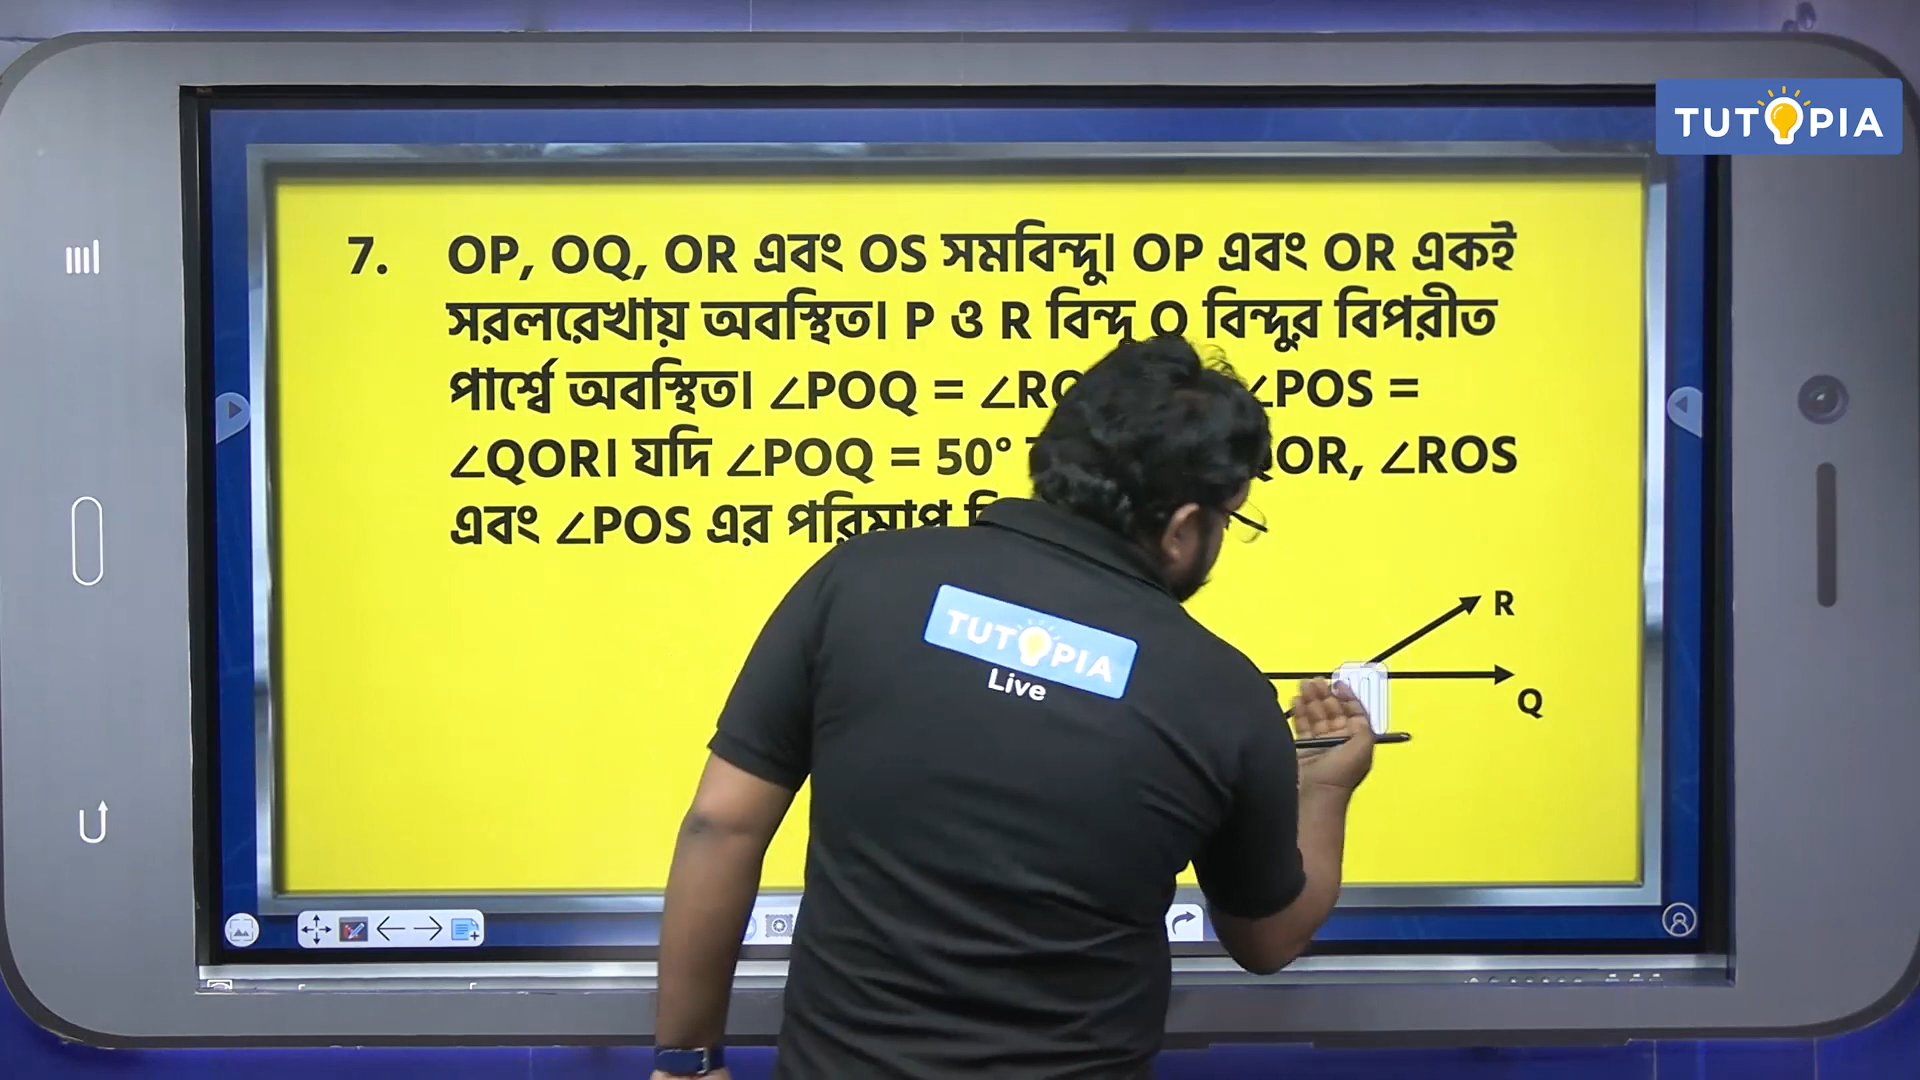 TUTOPIA
7. OP, OQ, OR এবং OS সমবিন্দু। OP এবং OR একই
সরলরেখায় অবস্থিত। P ও R বিন্দু O বিন্দুর বিপরীত
পার্শ্বে অবস্থিত। ∠POQ = ∠POS =
∠QOR। যদি ∠POQ = 50° ∠ROS
এবং ∠POS এর পরিমাপ
R
Q
TUTOPIA
Live